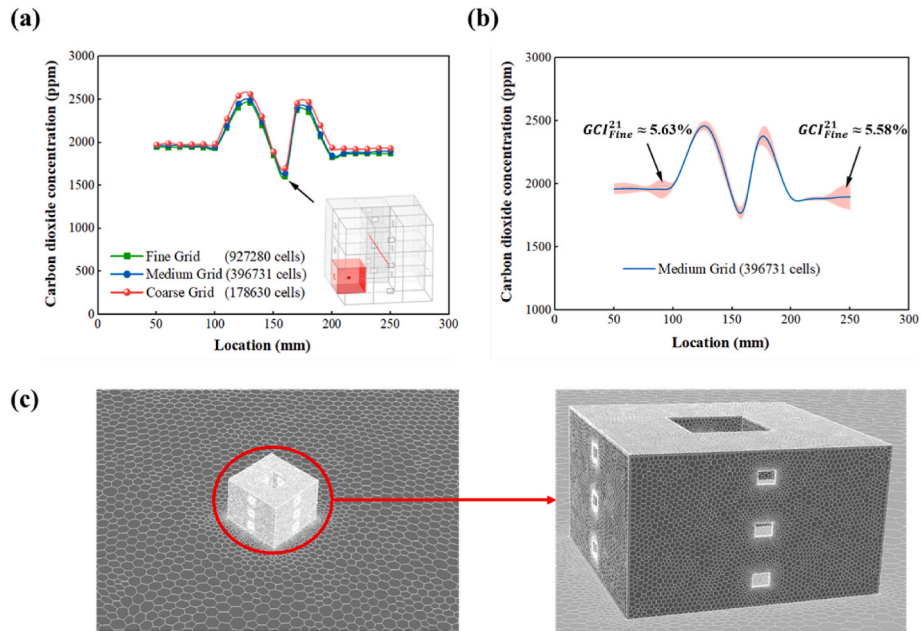 (a)
3000
2500
2000
1500
1000
500
0
Carbon dioxide concentration (ppm)
Fine Grid (927280 cells)
Medium Grid (396731 cells)
Coarse Grid (178630 cells)
0 50 100 150 200 250 300
Location (mm)
(b)
3000
2500
2000
1500
1000
Carbon dioxide concentration (ppm)
GCI²¹Fine ≈ 5.63%
GCI²¹Fine ≈ 5.58%
Medium Grid (396731 cells)
0 50 100 150 200 250 300
Location (mm)
(c)